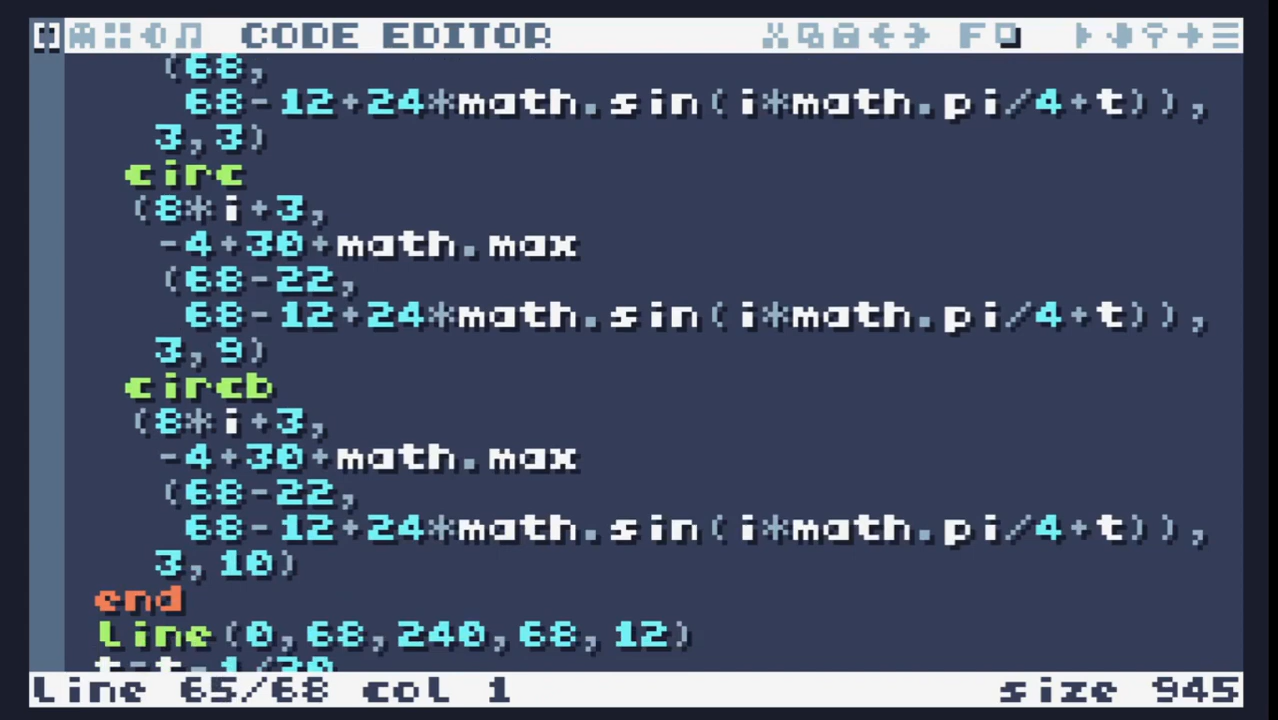 CODE EDITOR F
(68,
68-12+24*math.sin(i*math.pi/4+t)),
3,3)
circ
(8*i+3,
-4+30+math.max
(68-22,
68-12+24*math.sin(i*math.pi/4+t)),
3,9)
circb
(8*i+3,
-4+30+math.max
(68-22,
68-12+24*math.sin(i*math.pi/4+t)),
3,10)
end
line(0,68,240,68,12)
line 65/68 col 1 size 945